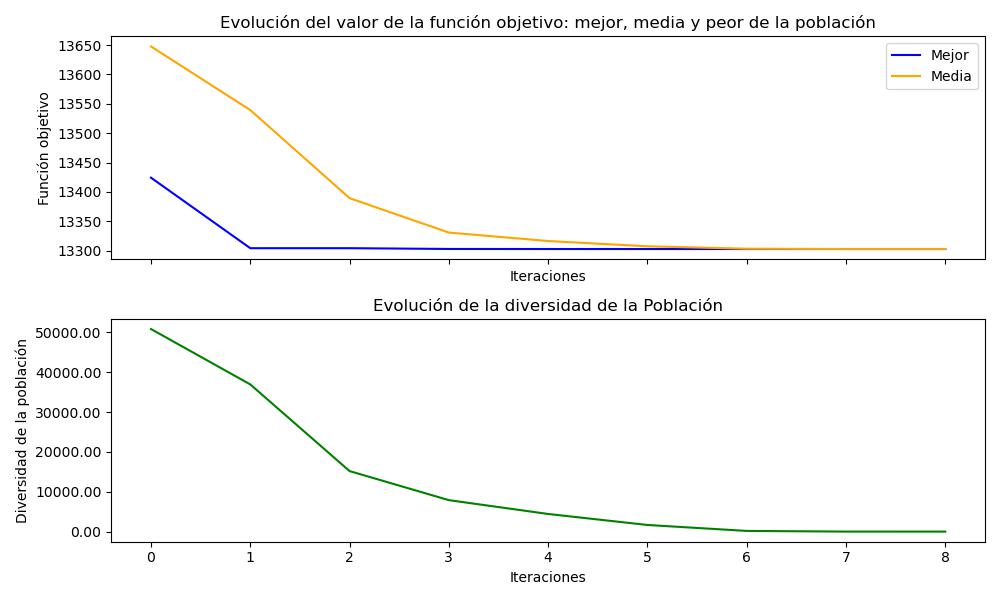 Evolución del valor de la función objetivo: mejor, media y peor de la población
13650
13600
13550
13500
13450
13400
13350
13300
Función objetivo
Mejor
Media
Iteraciones
Evolución de la diversidad de la Población
50000.00
40000.00
30000.00
20000.00
10000.00
0.00
Diversidad de la población
0 1 2 3 4 5 6 7 8
Iteraciones